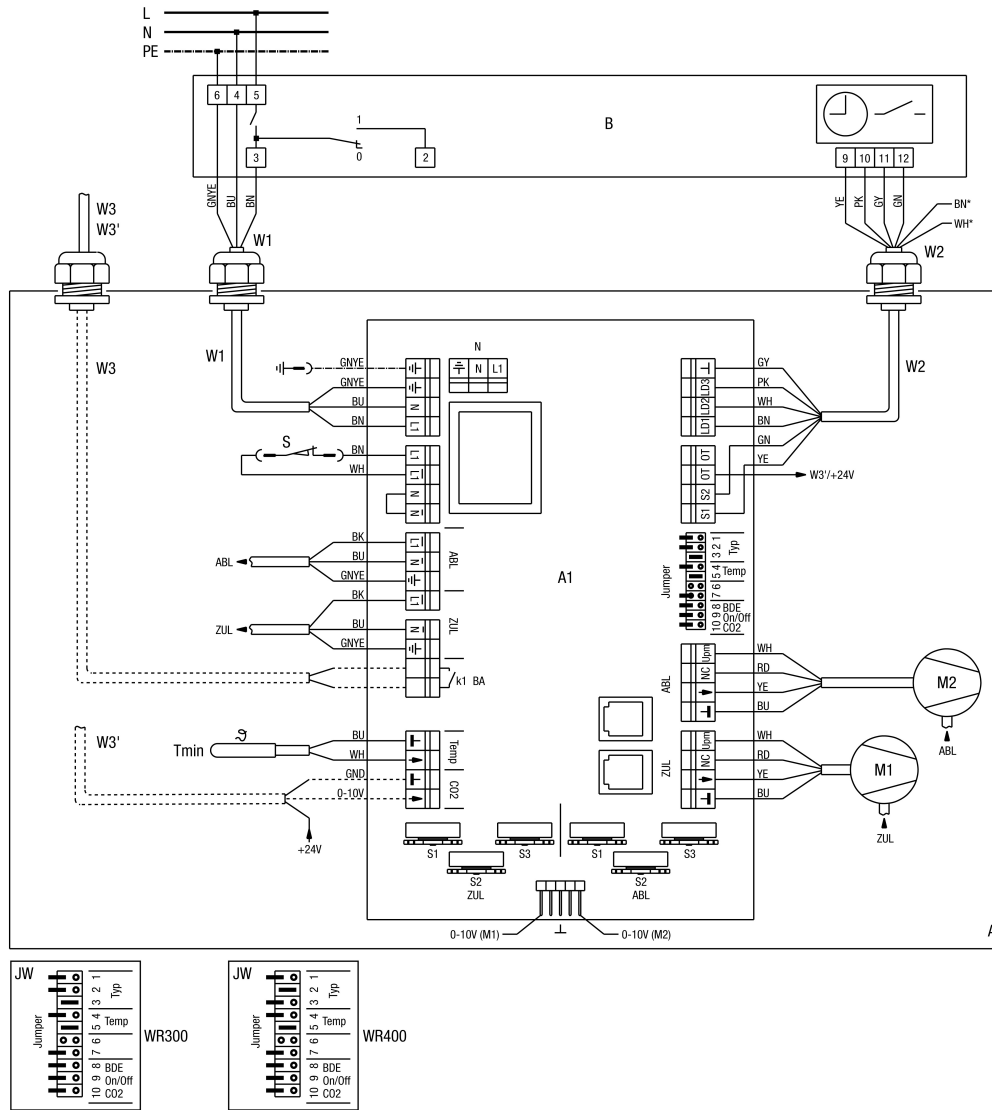 L
N
PE
6 4 5
1
B
3
0
2
9 10 11 12
GNYE
BU
BN
YE
PK
GY
GN
BN*
WH*
W3
W3'
W1
W2
W3
W1
W2
N
N L1
GNYE
GNYE
BU
BN
N
L1
GY
PK
WH
BN
GN
YE
LD3
LD2
LD1
S
BN
WH
L1
L1
N
N
OT
OT
S2
S1
W3'/+24V
ABL
BK
BU
GNYE
L1
N
ABL
A1
Jumper
3 2 1
Typ
5 4
Temp
7 6
10 9 8
BDE
On/Off
CO2
ZUL
BK
BU
GNYE
L1
N
ZUL
k1 BA
ABL
Upm
NC
WH
RD
YE
BU
M2
ABL
W3'
Tmin
ϑ
BU
WH
GND
0-10V
+24V
Temp
CO2
ZUL
Upm
NC
WH
RD
YE
BU
M1
ZUL
S1
S3
S1
S3
S2
ZUL
S2
ABL
0-10V (M1)
0-10V (M2)
A
JW
Jumper
3 2 1
Typ
5 4
Temp
7 6
10 9 8
BDE
On/Off
CO2
WR300
JW
Jumper
3 2 1
Typ
5 4
Temp
7 6
10 9 8
BDE
On/Off
CO2
WR400